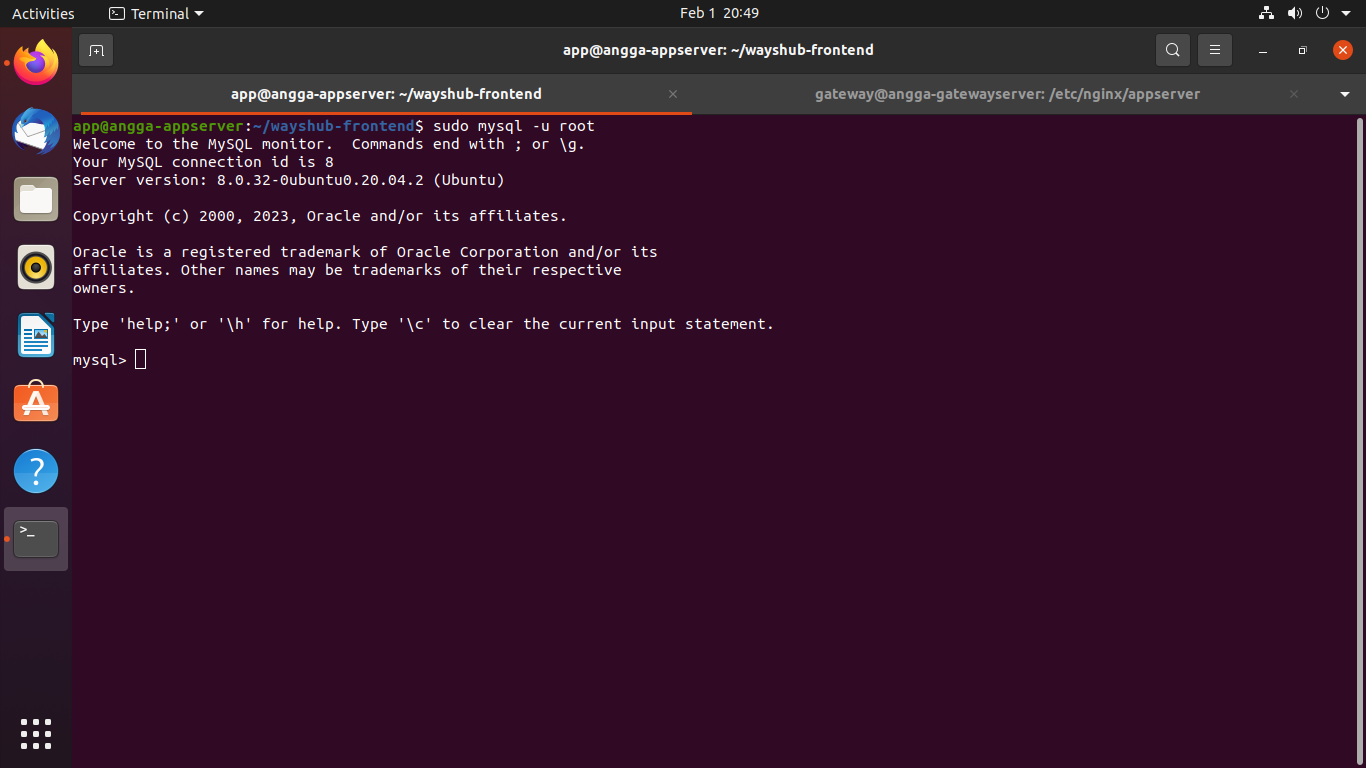 Activities
Terminal
Feb 1 20:49
app@angga-appserver: ~/wayshub-frontend
app@angga-appserver: ~/wayshub-frontend
gateway@angga-gatewayserver: /etc/nginx/appserver
app@angga-appserver:~/wayshub-frontend$ sudo mysql -u root
Welcome to the MySQL monitor.  Commands end with ; or \g.
Your MySQL connection id is 8
Server version: 8.0.32-0ubuntu0.20.04.2 (Ubuntu)
Copyright (c) 2000, 2023, Oracle and/or its affiliates.
Oracle is a registered trademark of Oracle Corporation and/or its
affiliates. Other names may be trademarks of their respective
owners.
Type 'help;' or '\h' for help. Type '\c' to clear the current input statement.
mysql>